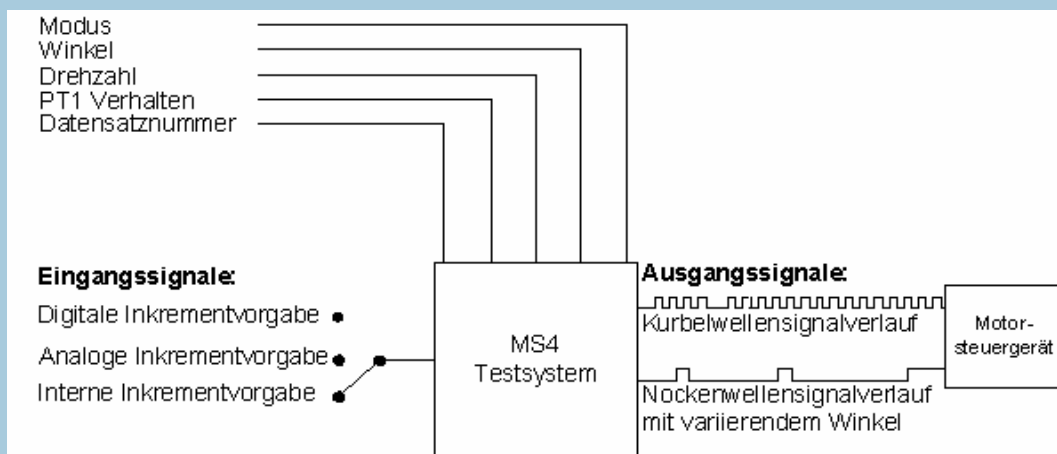 Modus
Winkel
Drehzahl
PT1 Verhalten
Datensatznummer
Eingangssignale:
Digitale Inkrementvorgabe
Analoge Inkrementvorgabe
Interne Inkrementvorgabe
MS4
Testsystem
Ausgangssignale:
Kurbelwellensignalverlauf
Nockenwellensignalverlauf
mit variierendem Winkel
Motor-
steuergerät